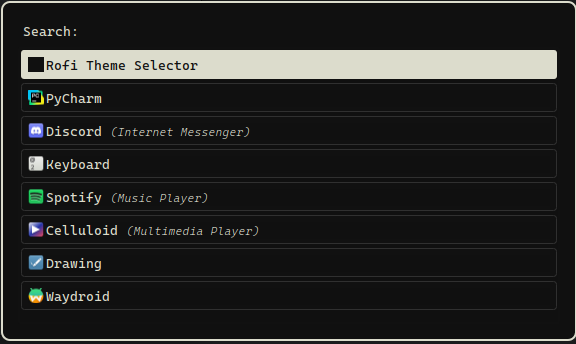 Search:
Rofi Theme Selector
PyCharm
Discord (Internet Messenger)
Keyboard
Spotify (Music Player)
Celluloid (Multimedia Player)
Drawing
Waydroid